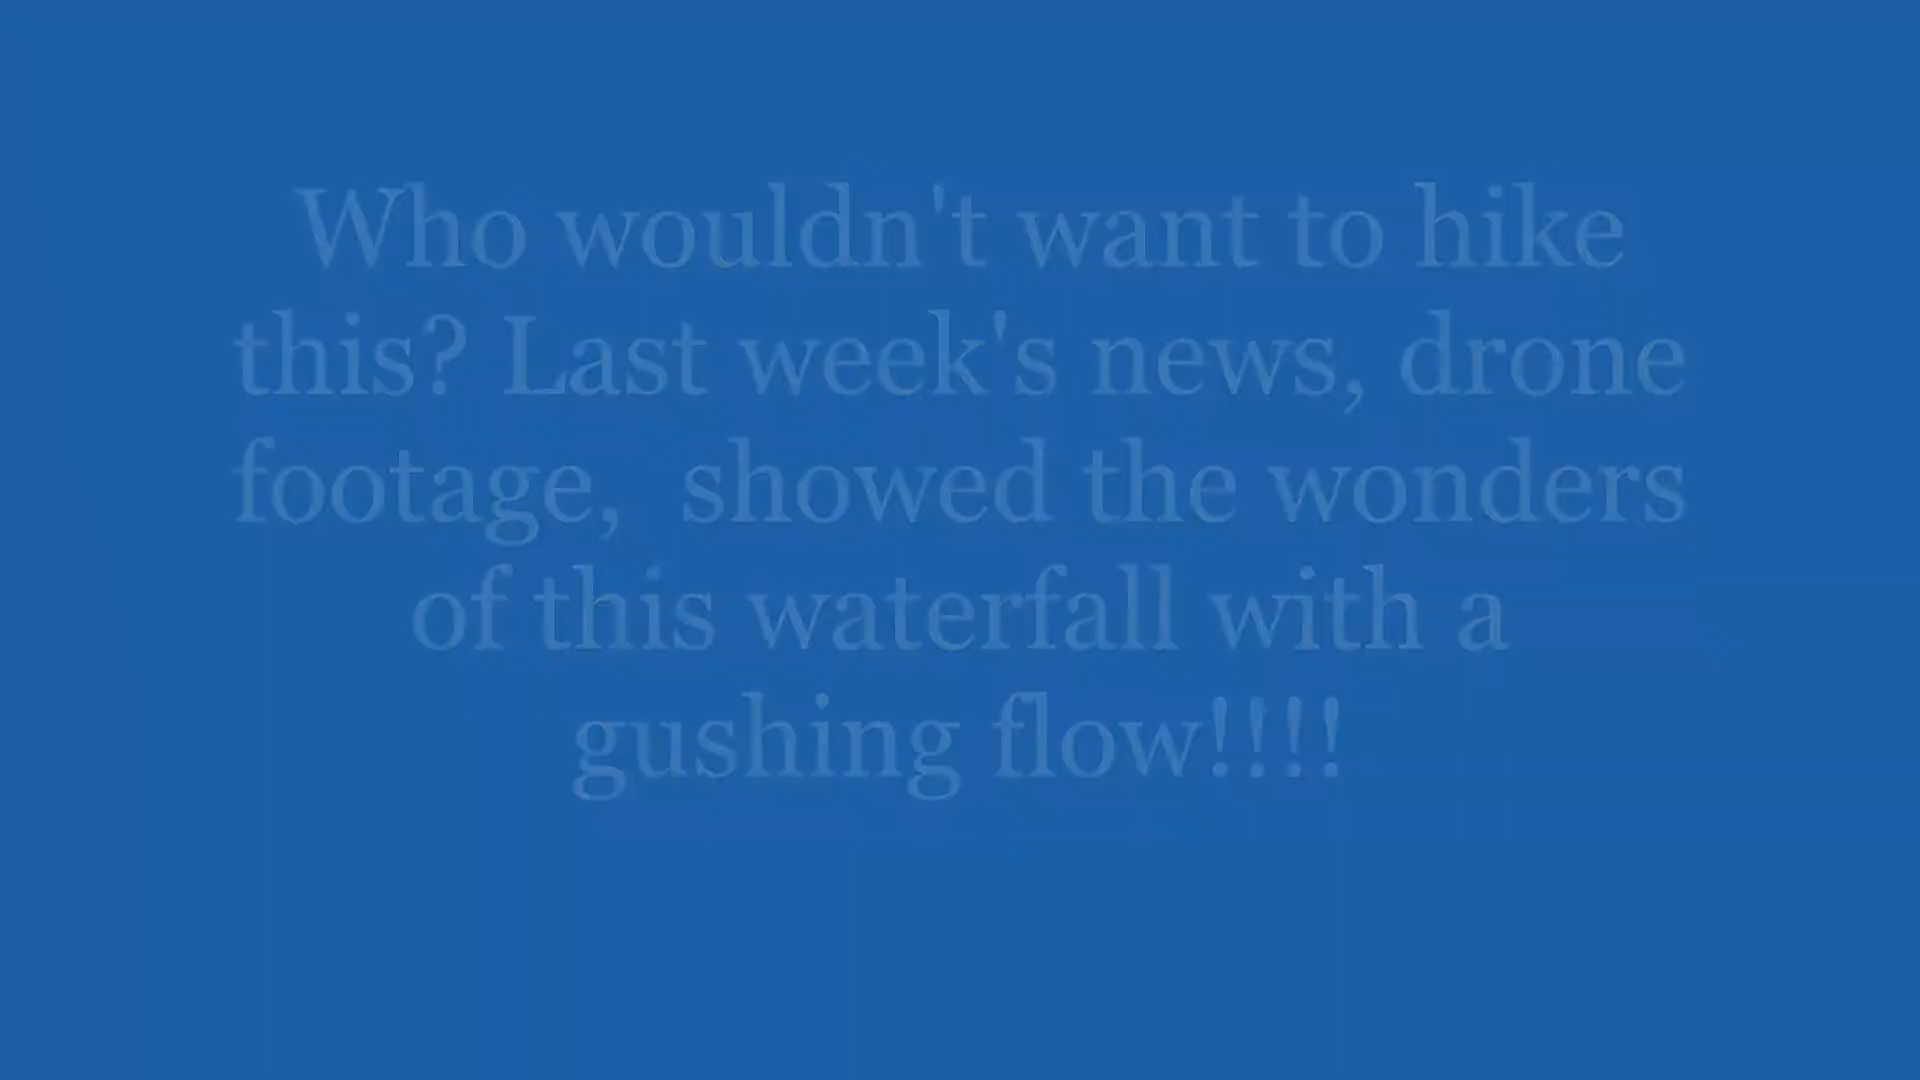 Who wouldn't want to hike
this? Last week's news, drone
footage,  showed the wonders
of this waterfall with a
gushing flow!!!!